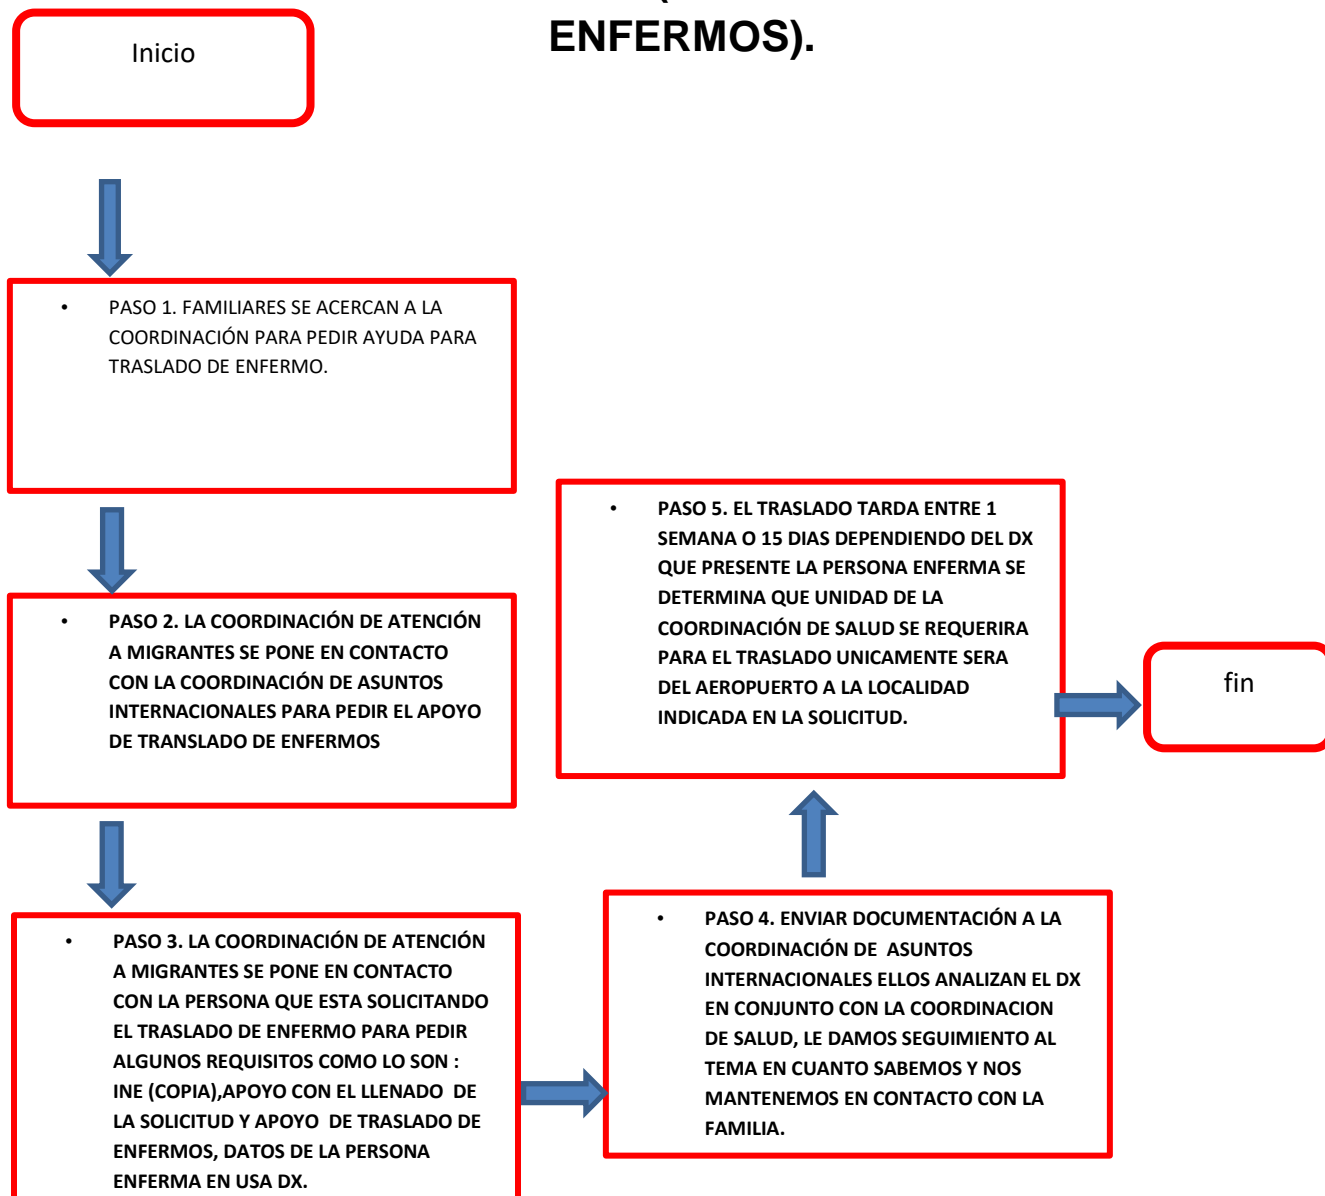 ENFERMOS).
Inicio
• PASO 1. FAMILIARES SE ACERCAN A LA
COORDINACIÓN PARA PEDIR AYUDA PARA
TRASLADO DE ENFERMO.
• PASO 2. LA COORDINACIÓN DE ATENCIÓN
A MIGRANTES SE PONE EN CONTACTO
CON LA COORDINACIÓN DE ASUNTOS
INTERNACIONALES PARA PEDIR EL APOYO
DE TRANSLADO DE ENFERMOS
• PASO 3. LA COORDINACIÓN DE ATENCIÓN
A MIGRANTES SE PONE EN CONTACTO
CON LA PERSONA QUE ESTA SOLICITANDO
EL TRASLADO DE ENFERMO PARA PEDIR
ALGUNOS REQUISITOS COMO LO SON :
INE (COPIA),APOYO CON EL LLENADO DE
LA SOLICITUD Y APOYO DE TRASLADO DE
ENFERMOS, DATOS DE LA PERSONA
ENFERMA EN USA DX.
• PASO 4. ENVIAR DOCUMENTACIÓN A LA
COORDINACIÓN DE ASUNTOS
INTERNACIONALES ELLOS ANALIZAN EL DX
EN CONJUNTO CON LA COORDINACION
DE SALUD, LE DAMOS SEGUIMIENTO AL
TEMA EN CUANTO SABEMOS Y NOS
MANTENEMOS EN CONTACTO CON LA
FAMILIA.
• PASO 5. EL TRASLADO TARDA ENTRE 1
SEMANA O 15 DIAS DEPENDIENDO DEL DX
QUE PRESENTE LA PERSONA ENFERMA SE
DETERMINA QUE UNIDAD DE LA
COORDINACIÓN DE SALUD SE REQUERIRA
PARA EL TRASLADO UNICAMENTE SERA
DEL AEROPUERTO A LA LOCALIDAD
INDICADA EN LA SOLICITUD.
fin